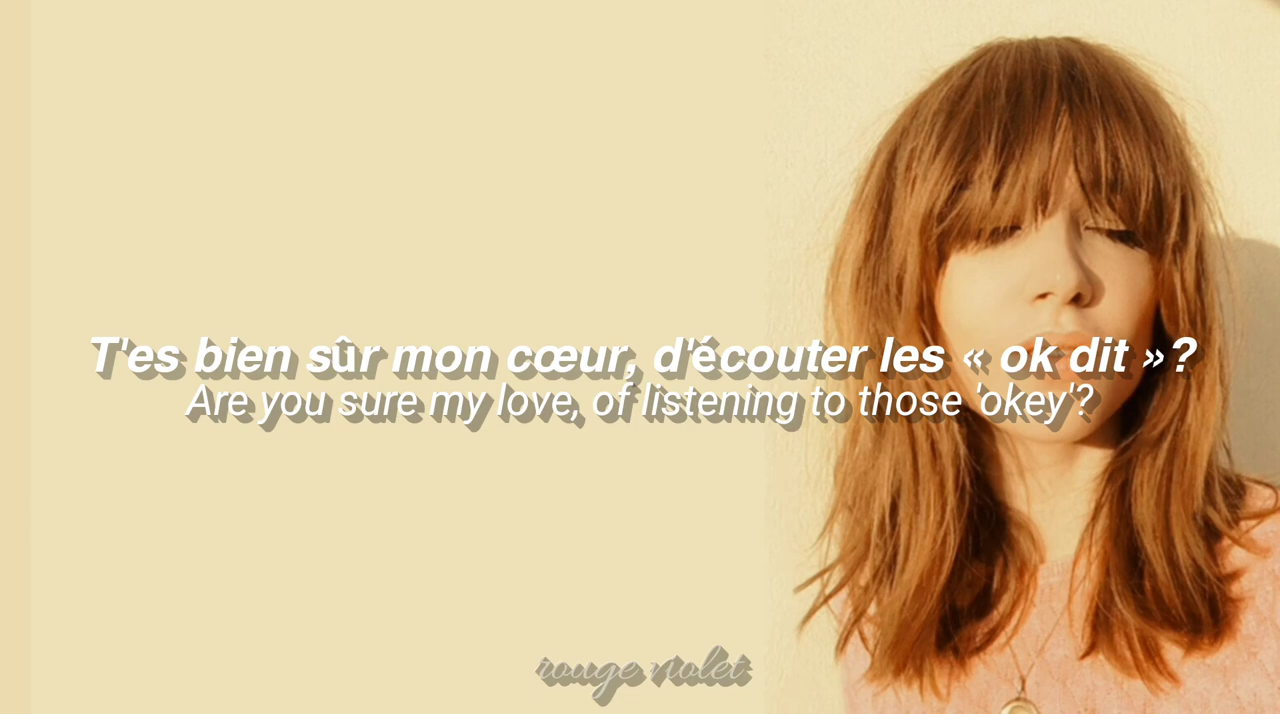 T'es bien sûr mon cœur, d'écouter les « ok dit »?
Are you sure my love, of listening to those 'okey'?
rouge violet